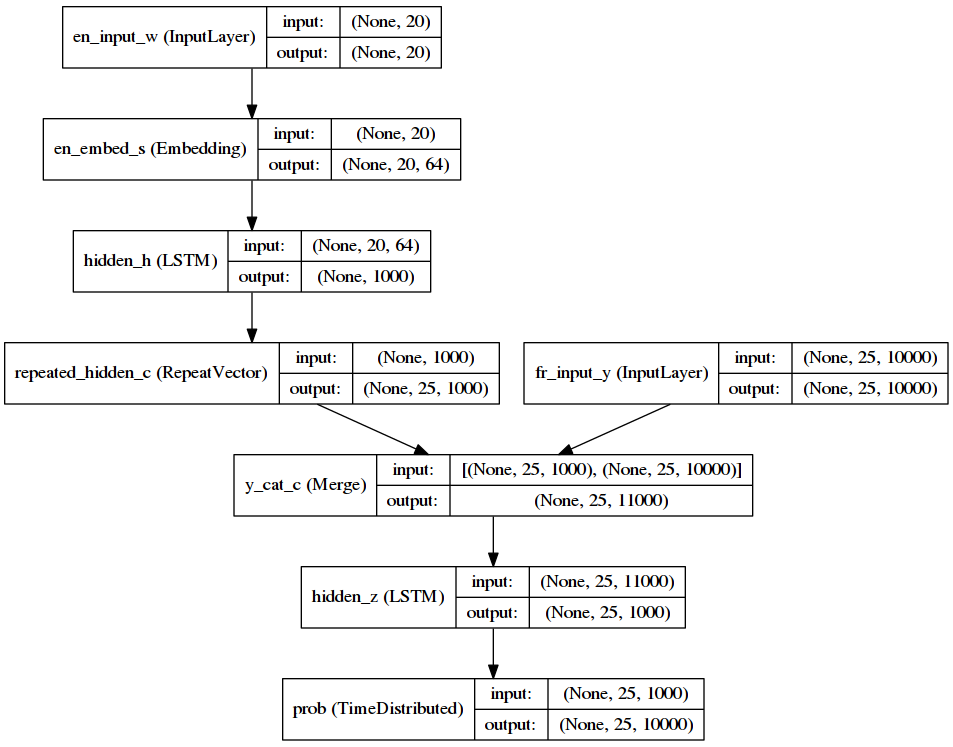 en_input_w (InputLayer)
input: (None, 20)
output: (None, 20)
en_embed_s (Embedding)
input: (None, 20)
output: (None, 20, 64)
hidden_h (LSTM)
input: (None, 20, 64)
output: (None, 1000)
repeated_hidden_c (RepeatVector)
input: (None, 1000)
output: (None, 25, 1000)
fr_input_y (InputLayer)
input: (None, 25, 10000)
output: (None, 25, 10000)
y_cat_c (Merge)
input: [(None, 25, 1000), (None, 25, 10000)]
output: (None, 25, 11000)
hidden_z (LSTM)
input: (None, 25, 11000)
output: (None, 25, 1000)
prob (TimeDistributed)
input: (None, 25, 1000)
output: (None, 25, 10000)